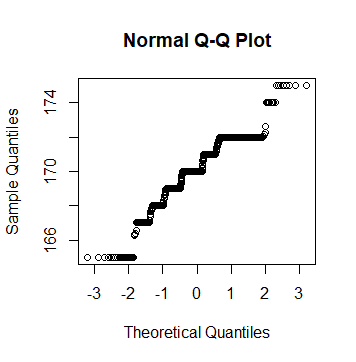 Normal Q-Q Plot
Sample Quantiles
174
170
166
-3 -2 -1 0 1 2 3
Theoretical Quantiles